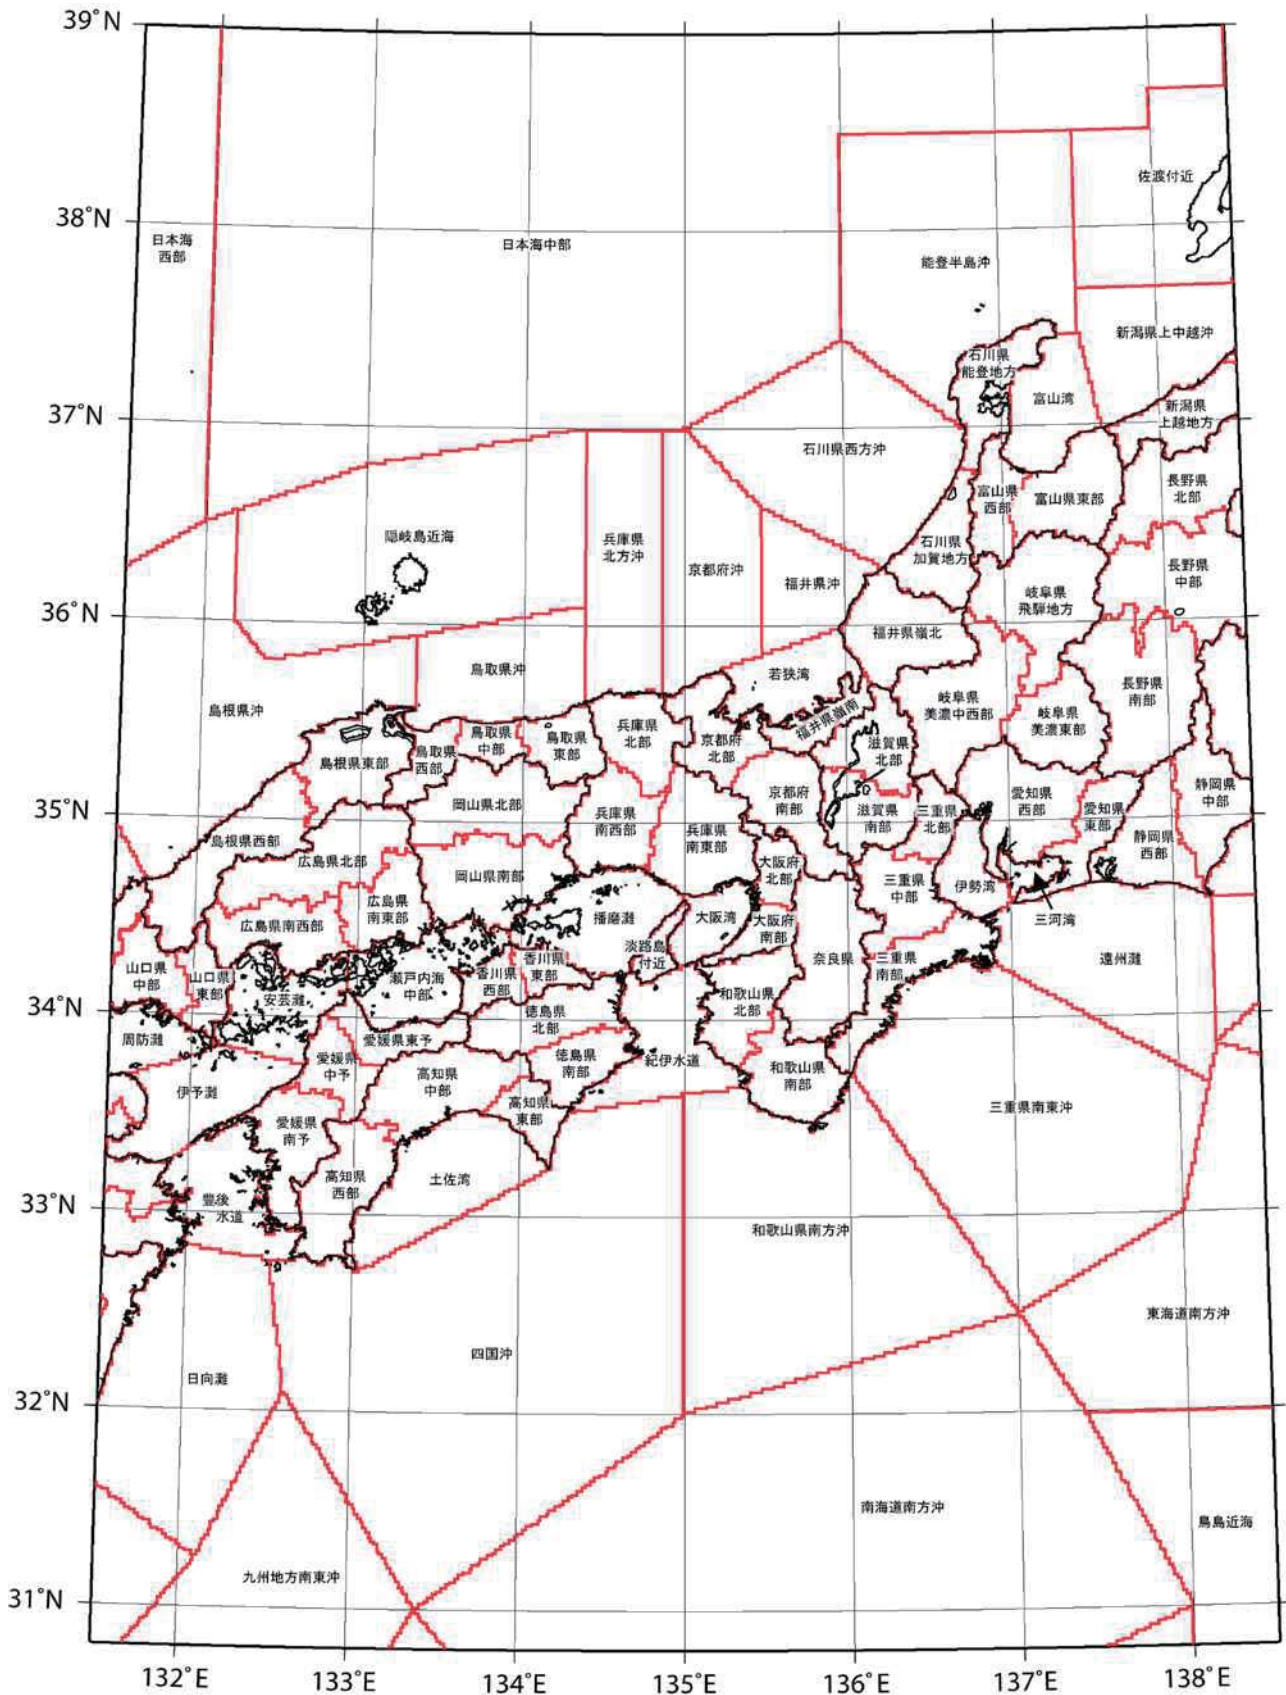 39°N
佐渡付近
38°N
日本海
西部
日本海中部
能登半島沖
新潟県上中越沖
石川県
能登地方
富山湾
新潟県
上越地方
37°N
石川県西方沖
長野県
北部
富山県
西部
富山県東部
隠岐島近海
兵庫県
北方沖
京都府沖
福井県沖
石川県
加賀地方
長野県
中部
岐阜県
飛騨地方
36°N
福井県嶺北
鳥取県沖
若狭湾
長野県
南部
島根県沖
岐阜県
美濃中西部
岐阜県
美濃東部
福井県嶺南
鳥取県
中部
鳥取県
東部
兵庫県
北部
京都府
北部
滋賀県
北部
島根県東部
鳥取県
西部
静岡県
中部
35°N
岡山県北部
京都府
南部
愛知県
西部
兵庫県
南西部
滋賀県
南部
三重県
北部
愛知県
東部
静岡県
西部
島根県西部
兵庫県
南東部
広島県北部
大阪府
北部
岡山県南部
三重県
中部
伊勢湾
広島県
南東部
播磨灘
大阪湾
大阪府
南部
三河湾
広島県南西部
淡路島
付近
香川県
東部
奈良県
三重県
南部
遠州灘
山口県
中部
山口県
東部
安芸灘
瀬戸内海
中部
香川県
西部
和歌山県
北部
34°N
徳島県
北部
周防灘
愛媛県東予
愛媛県
中予
徳島県
南部
紀伊水道
和歌山県
南部
伊予灘
高知県
中部
高知県
東部
三重県南東沖
愛媛県
南予
高知県
西部
土佐湾
33°N
豊後
水道
和歌山県南方沖
東海道南方沖
四国沖
日向灘
32°N
南海道南方沖
鳥島近海
九州地方南東沖
31°N
132°E
133°E
134°E
135°E
136°E
137°E
138°E